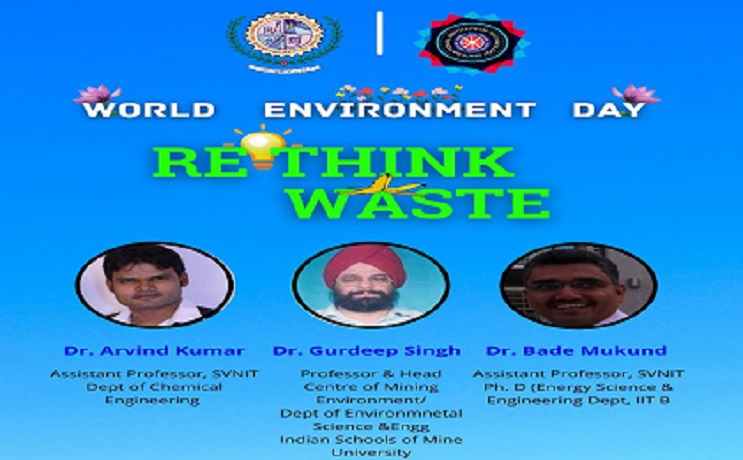 WORLD ENVIRONMENT DAY
RE THINK
WASTE
Dr. Arvind Kumar
Assistant Professor, SVNIT
Dept of Chemical
Engineering
Dr. Gurdeep Singh
Professor & Head
Centre of Mining
Environment/
Dept of Environmnetal
Science &Engg
Indian Schools of Mine
University
Dr. Bade Mukund
Assistant Professor, SVNIT
Ph. D (Energy Science &
Engineering Dept, IIT B